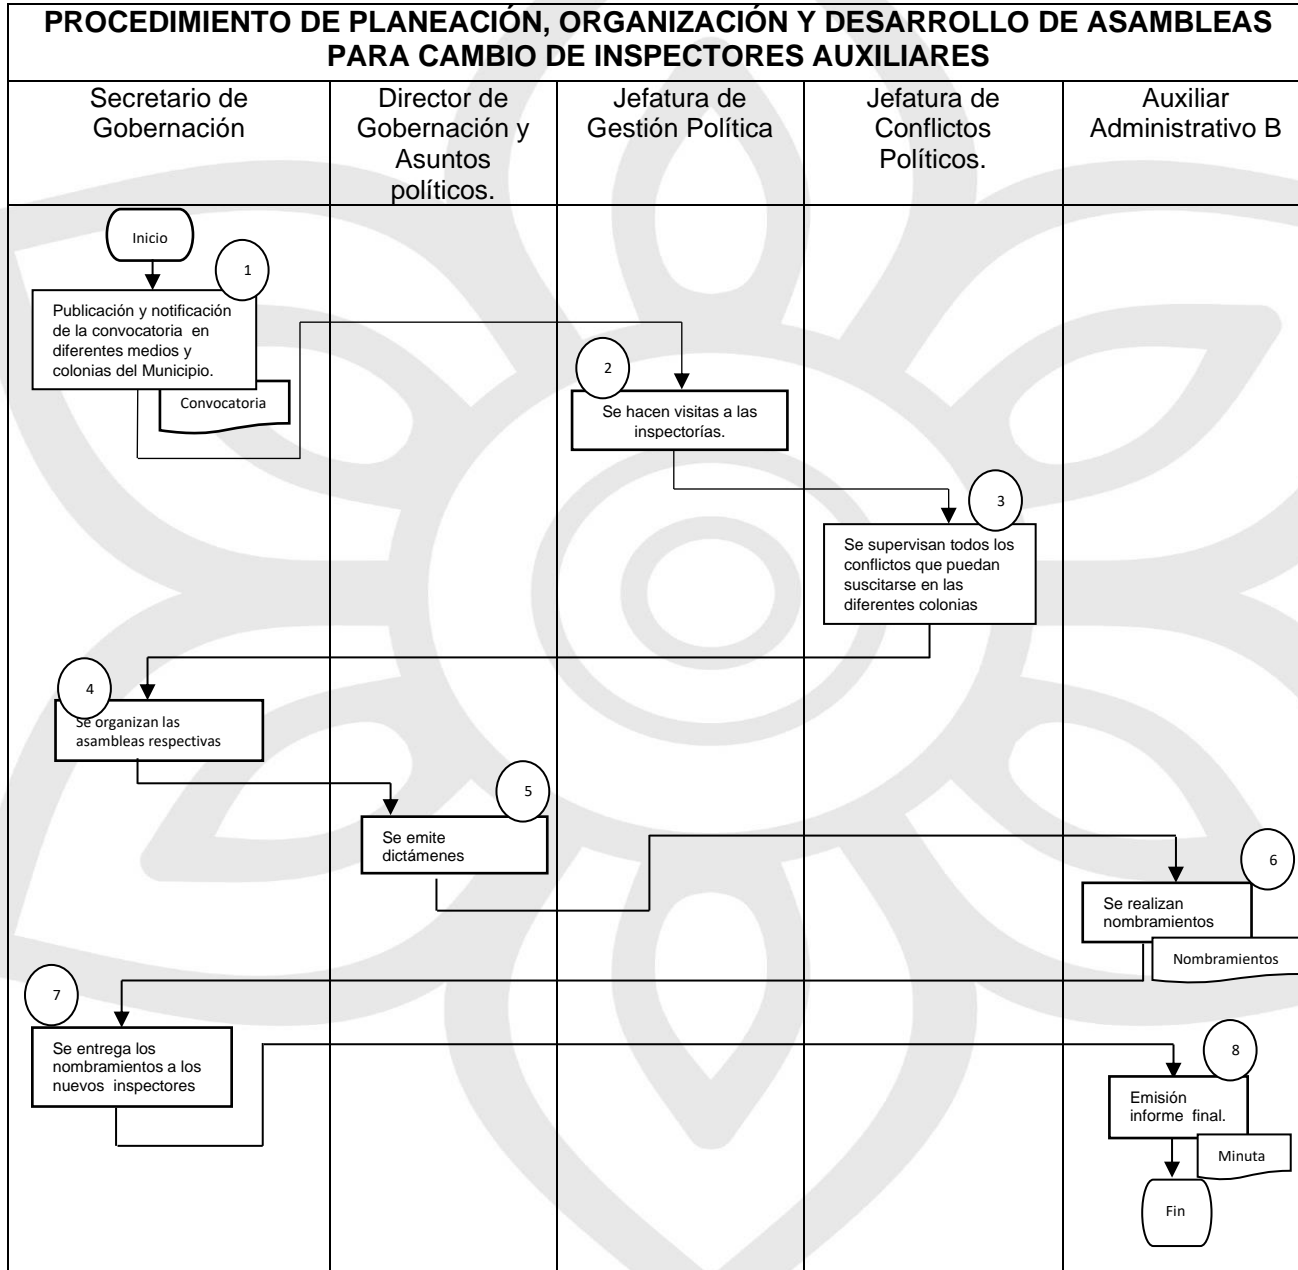 PROCEDIMIENTO DE PLANEACIÓN, ORGANIZACIÓN Y DESARROLLO DE ASAMBLEAS
PARA CAMBIO DE INSPECTORES AUXILIARES
Secretario de
Gobernación
Director de
Gobernación y
Asuntos
políticos.
Jefatura de
Gestión Política
Jefatura de
Conflictos
Políticos.
Auxiliar
Administrativo B
Inicio
1
Publicación y notificación
de la convocatoria en
diferentes medios y
colonias del Municipio.
Convocatoria
2
Se hacen visitas a las
inspectorías.
3
Se supervisan todos los
conflictos que puedan
suscitarse en las
diferentes colonias
4
Se organizan las
asambleas respectivas
5
Se emite
dictámenes
6
Se realizan
nombramientos
Nombramientos
7
Se entrega los
nombramientos a los
nuevos inspectores
8
Emisión
informe final.
Minuta
Fin